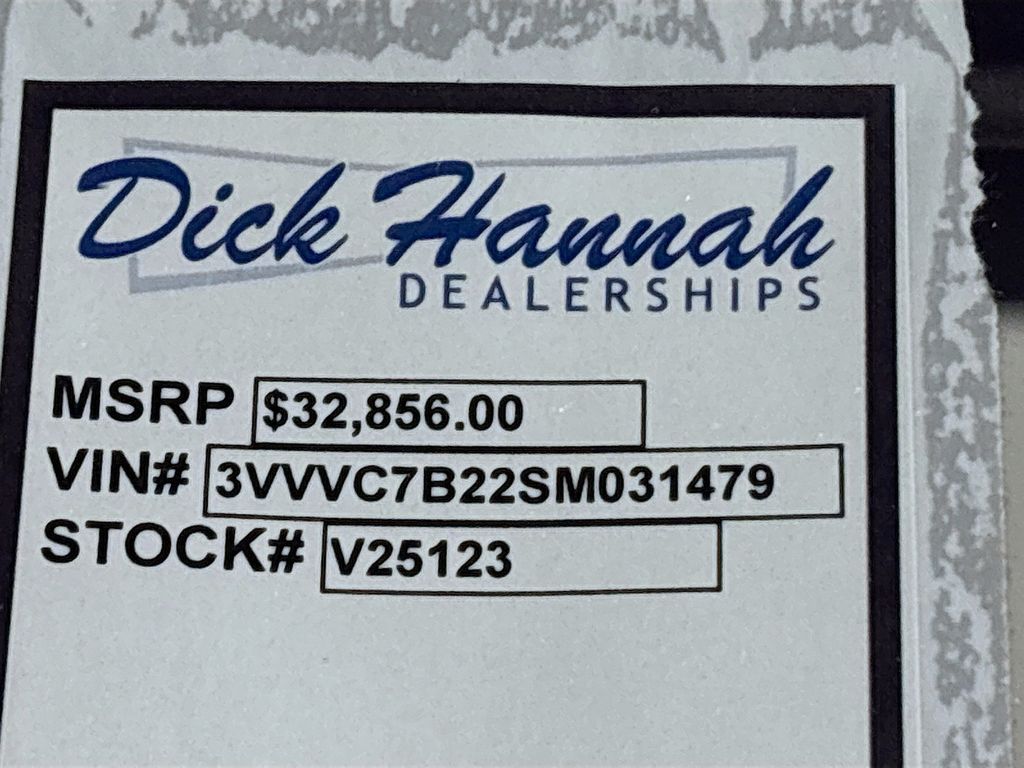 Dick Hannah
DEALERSHIPS
MSRP $32,856.00
VIN# 3VVVC7B22SM031479
STOCK# V25123